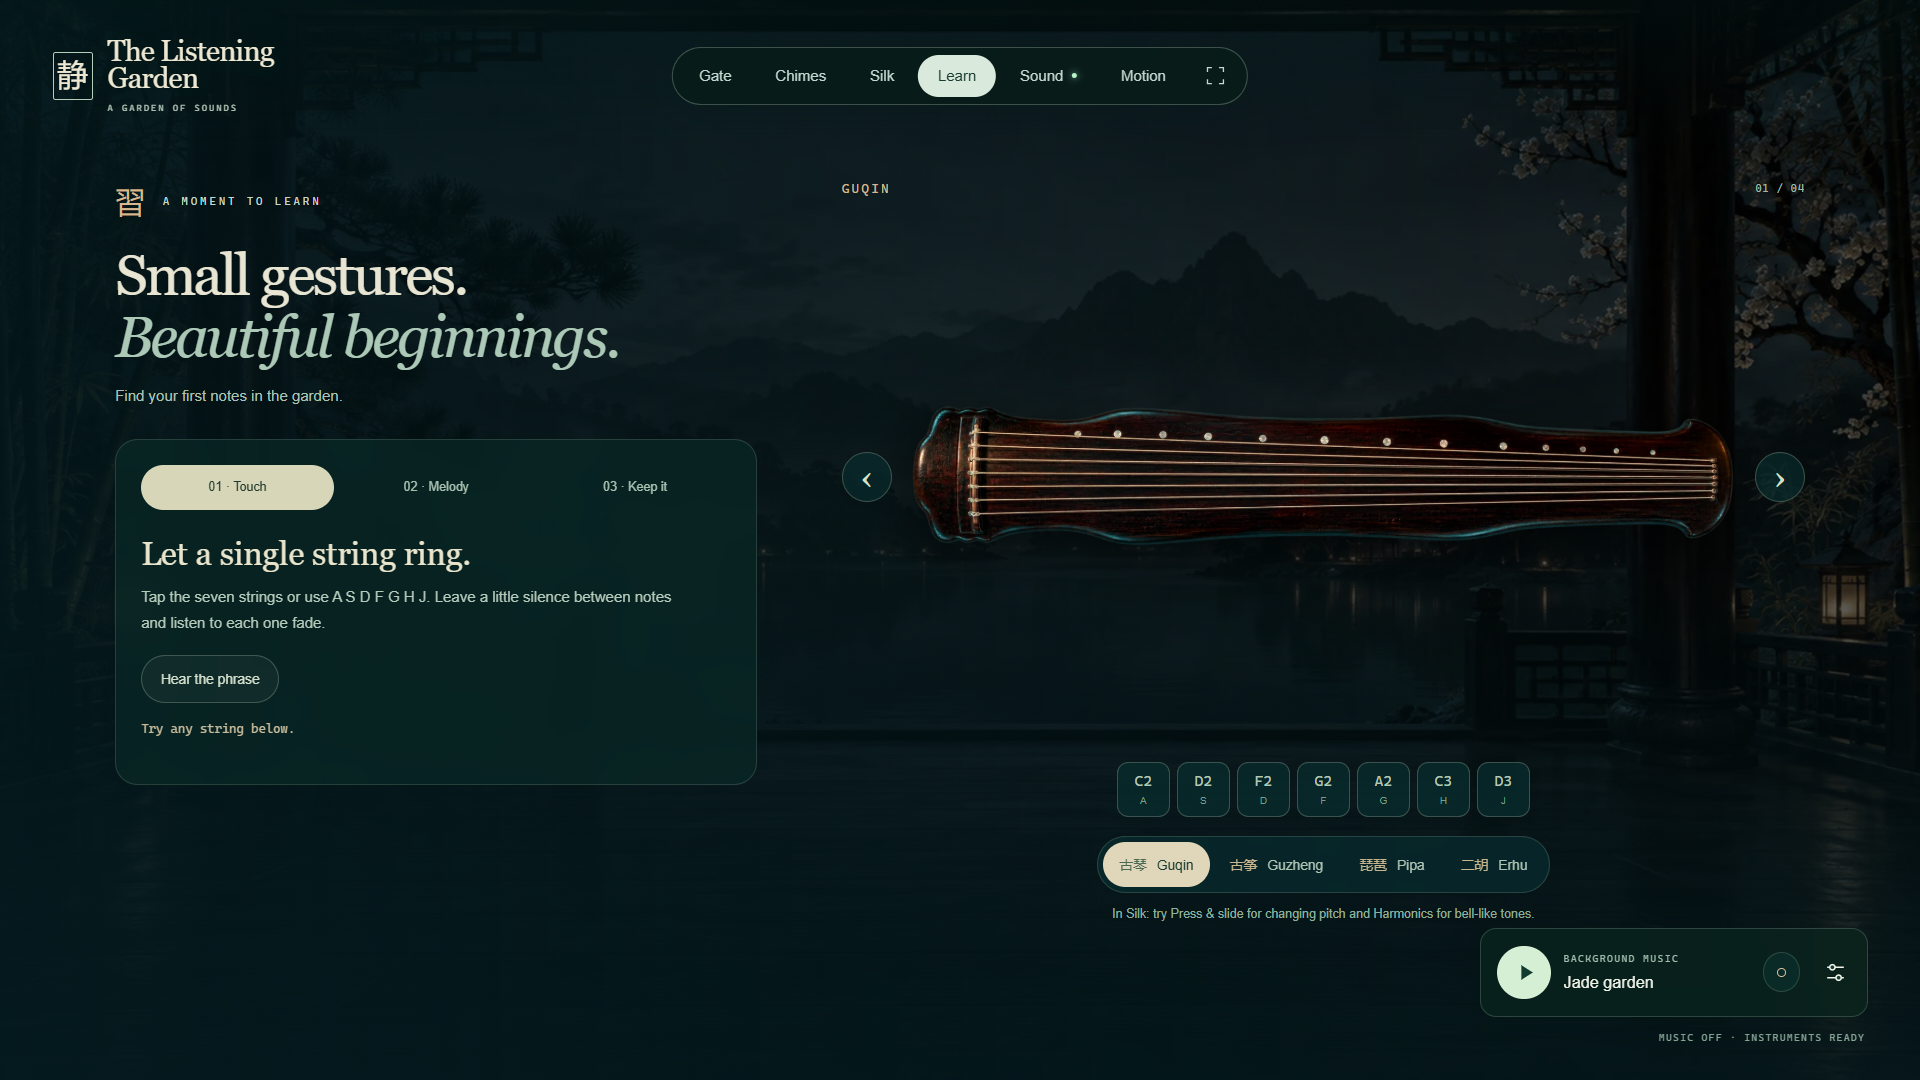 静
The Listening
Garden
A GARDEN OF SOUNDS
Gate
Chimes
Silk
Learn
Sound
Motion
習 A MOMENT TO LEARN
Small gestures.
Beautiful beginnings.
Find your first notes in the garden.
01 · Touch
02 · Melody
03 · Keep it
Let a single string ring.
Tap the seven strings or use A S D F G H J. Leave a little silence between notes
and listen to each one fade.
Hear the phrase
Try any string below.
GUQIN
01 / 04
C2
A
D2
S
F2
D
G2
F
A2
G
C3
H
D3
J
古琴 Guqin
古筝 Guzheng
琵琶 Pipa
二胡 Erhu
In Silk: try Press & slide for changing pitch and Harmonics for bell-like tones.
BACKGROUND MUSIC
Jade garden
MUSIC OFF · INSTRUMENTS READY